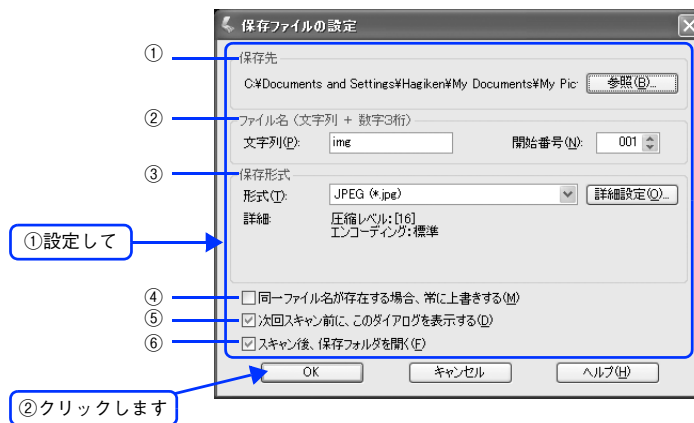 保存ファイルの設定
①
保存先
C:¥Documents and Settings¥Hagiken¥My Documents¥My Pic
参照(B)...
②
ファイル名 (文字列 + 数字3桁)
文字列(P):
img
開始番号(N):
001
③
保存形式
形式(T):
JPEG (*.jpg)
詳細設定(O)...
詳細:
圧縮レベル:[16]
エンコーディング:標準
①設定して
④
同一ファイル名が存在する場合、常に上書きする(M)
⑤
次回スキャン前に、このダイアログを表示する(D)
⑥
スキャン後、保存フォルダを開く(F)
OK
キャンセル
ヘルプ(H)
②クリックします